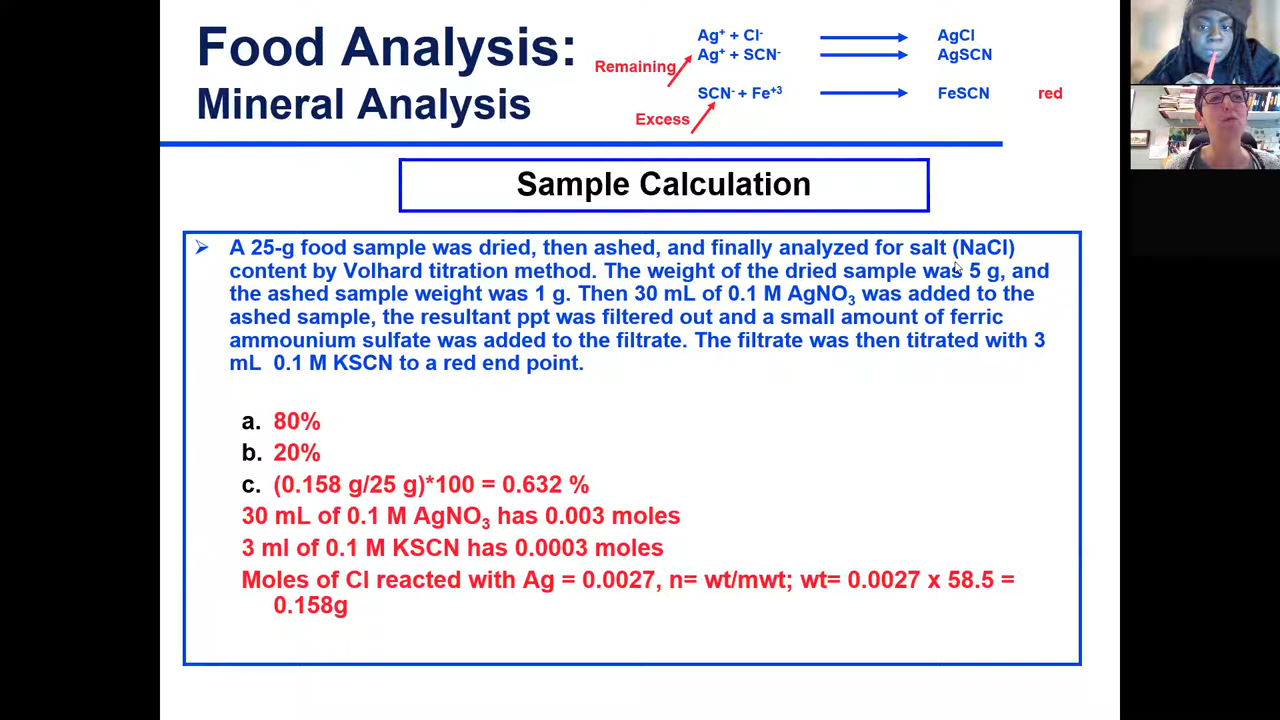 Food Analysis:
Mineral Analysis
Ag⁺ + Cl⁻ AgCl
Ag⁺ + SCN⁻ AgSCN
Remaining
SCN⁻ + Fe⁺³ FeSCN red
Excess
Sample Calculation
A 25-g food sample was dried, then ashed, and finally analyzed for salt (NaCl)
content by Volhard titration method. The weight of the dried sample was 5 g, and
the ashed sample weight was 1 g. Then 30 mL of 0.1 M AgNO₃ was added to the
ashed sample, the resultant ppt was filtered out and a small amount of ferric
ammounium sulfate was added to the filtrate. The filtrate was then titrated with 3
mL 0.1 M KSCN to a red end point.
a. 80%
b. 20%
c. (0.158 g/25 g)*100 = 0.632 %
30 mL of 0.1 M AgNO₃ has 0.003 moles
3 ml of 0.1 M KSCN has 0.0003 moles
Moles of Cl reacted with Ag = 0.0027, n= wt/mwt; wt= 0.0027 x 58.5 =
0.158g